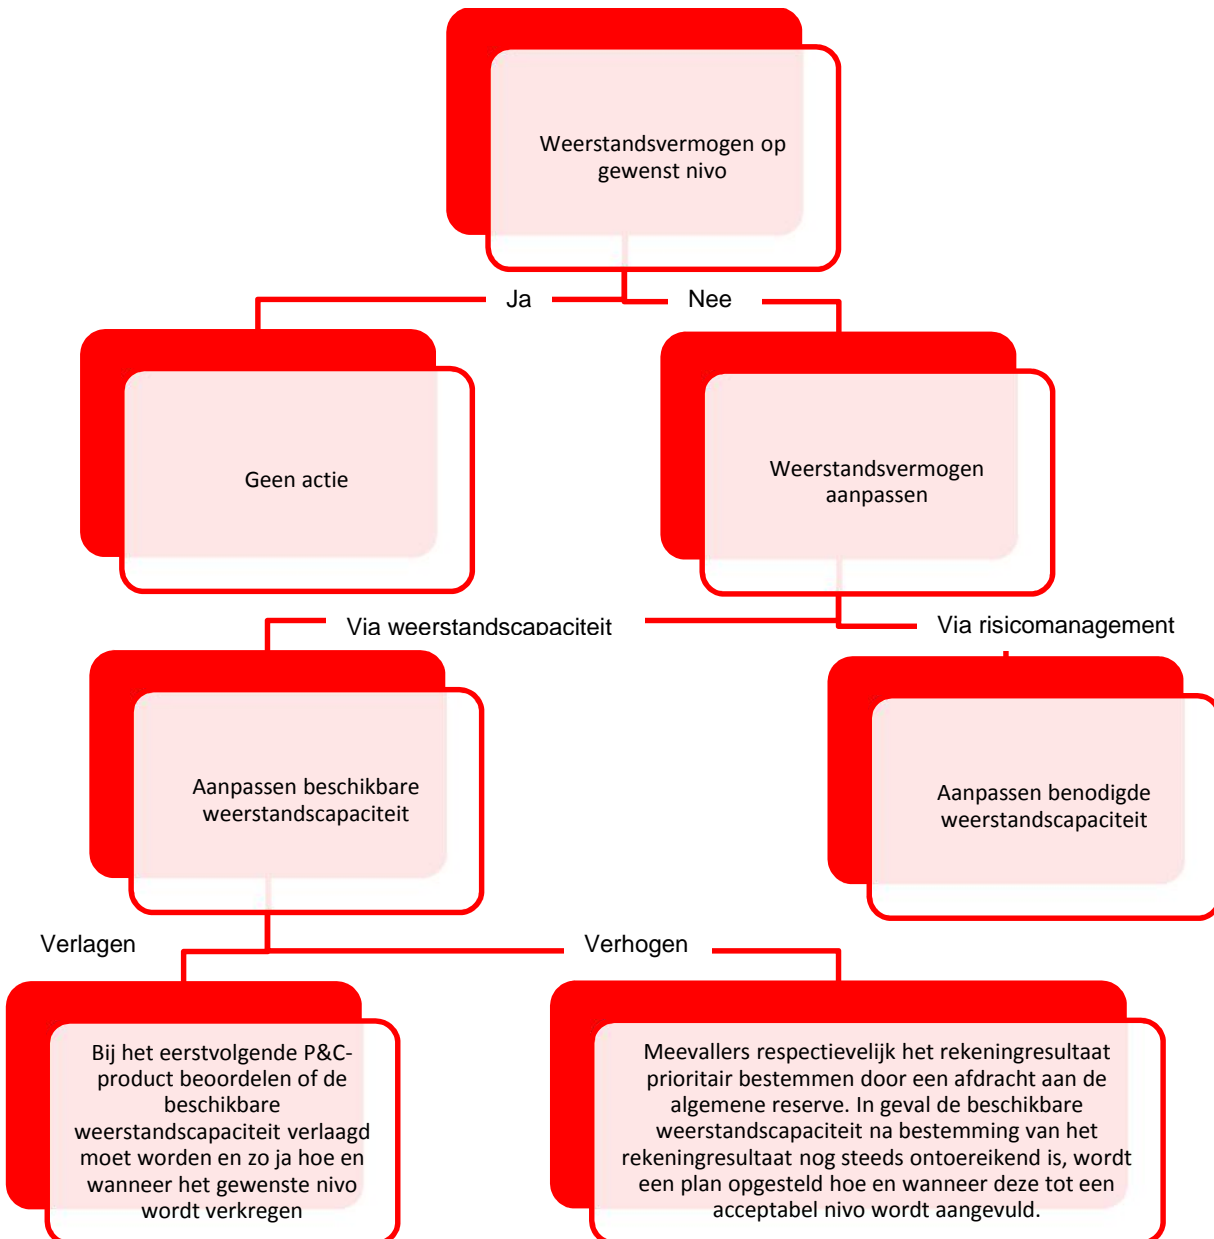 Weerstandsvermogen op
gewenst nivo
Ja
Nee
Geen actie
Weerstandsvermogen
aanpassen
Via weerstandscapaciteit
Via risicomanagement
Aanpassen beschikbare
weerstandscapaciteit
Aanpassen benodigde
weerstandscapaciteit
Verlagen
Verhogen
Bij het eerstvolgende P&C-
product beoordelen of de
beschikbare
weerstandscapaciteit verlaagd
moet worden en zo ja hoe en
wanneer het gewenste nivo
wordt verkregen
Meevallers respectievelijk het rekeningresultaat
prioritair bestemmen door een afdracht aan de
algemene reserve. In geval de beschikbare
weerstandscapaciteit na bestemming van het
rekeningresultaat nog steeds ontoereikend is, wordt
een plan opgesteld hoe en wanneer deze tot een
acceptabel nivo wordt aangevuld.